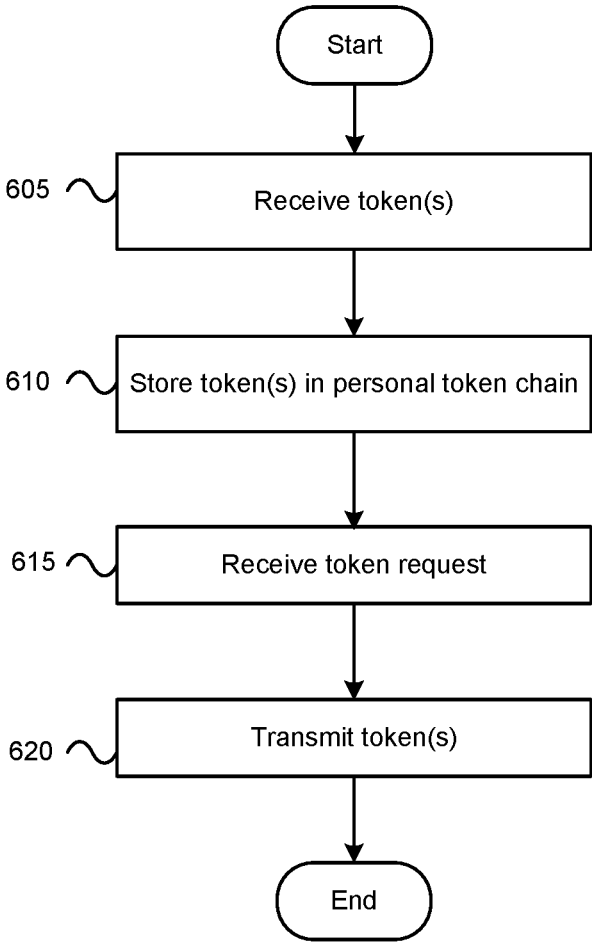 Start
605
Receive token(s)
610
Store token(s) in personal token chain
615
Receive token request
620
Transmit token(s)
End